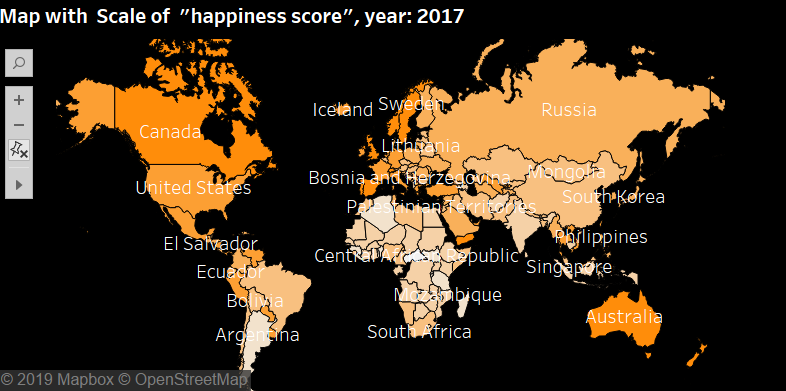 Map with Scale of "happiness score", year: 2017
Iceland
Sweden
Russia
Canada
Lithuania
Mongolia
United States
Bosnia and Herzegovina
South Korea
Palestinian Territories
El Salvador
Philippines
Central African Republic
Ecuador
Singapore
Bolivia
Mozambique
Argentina
South Africa
Australia
© 2019 Mapbox © OpenStreetMap